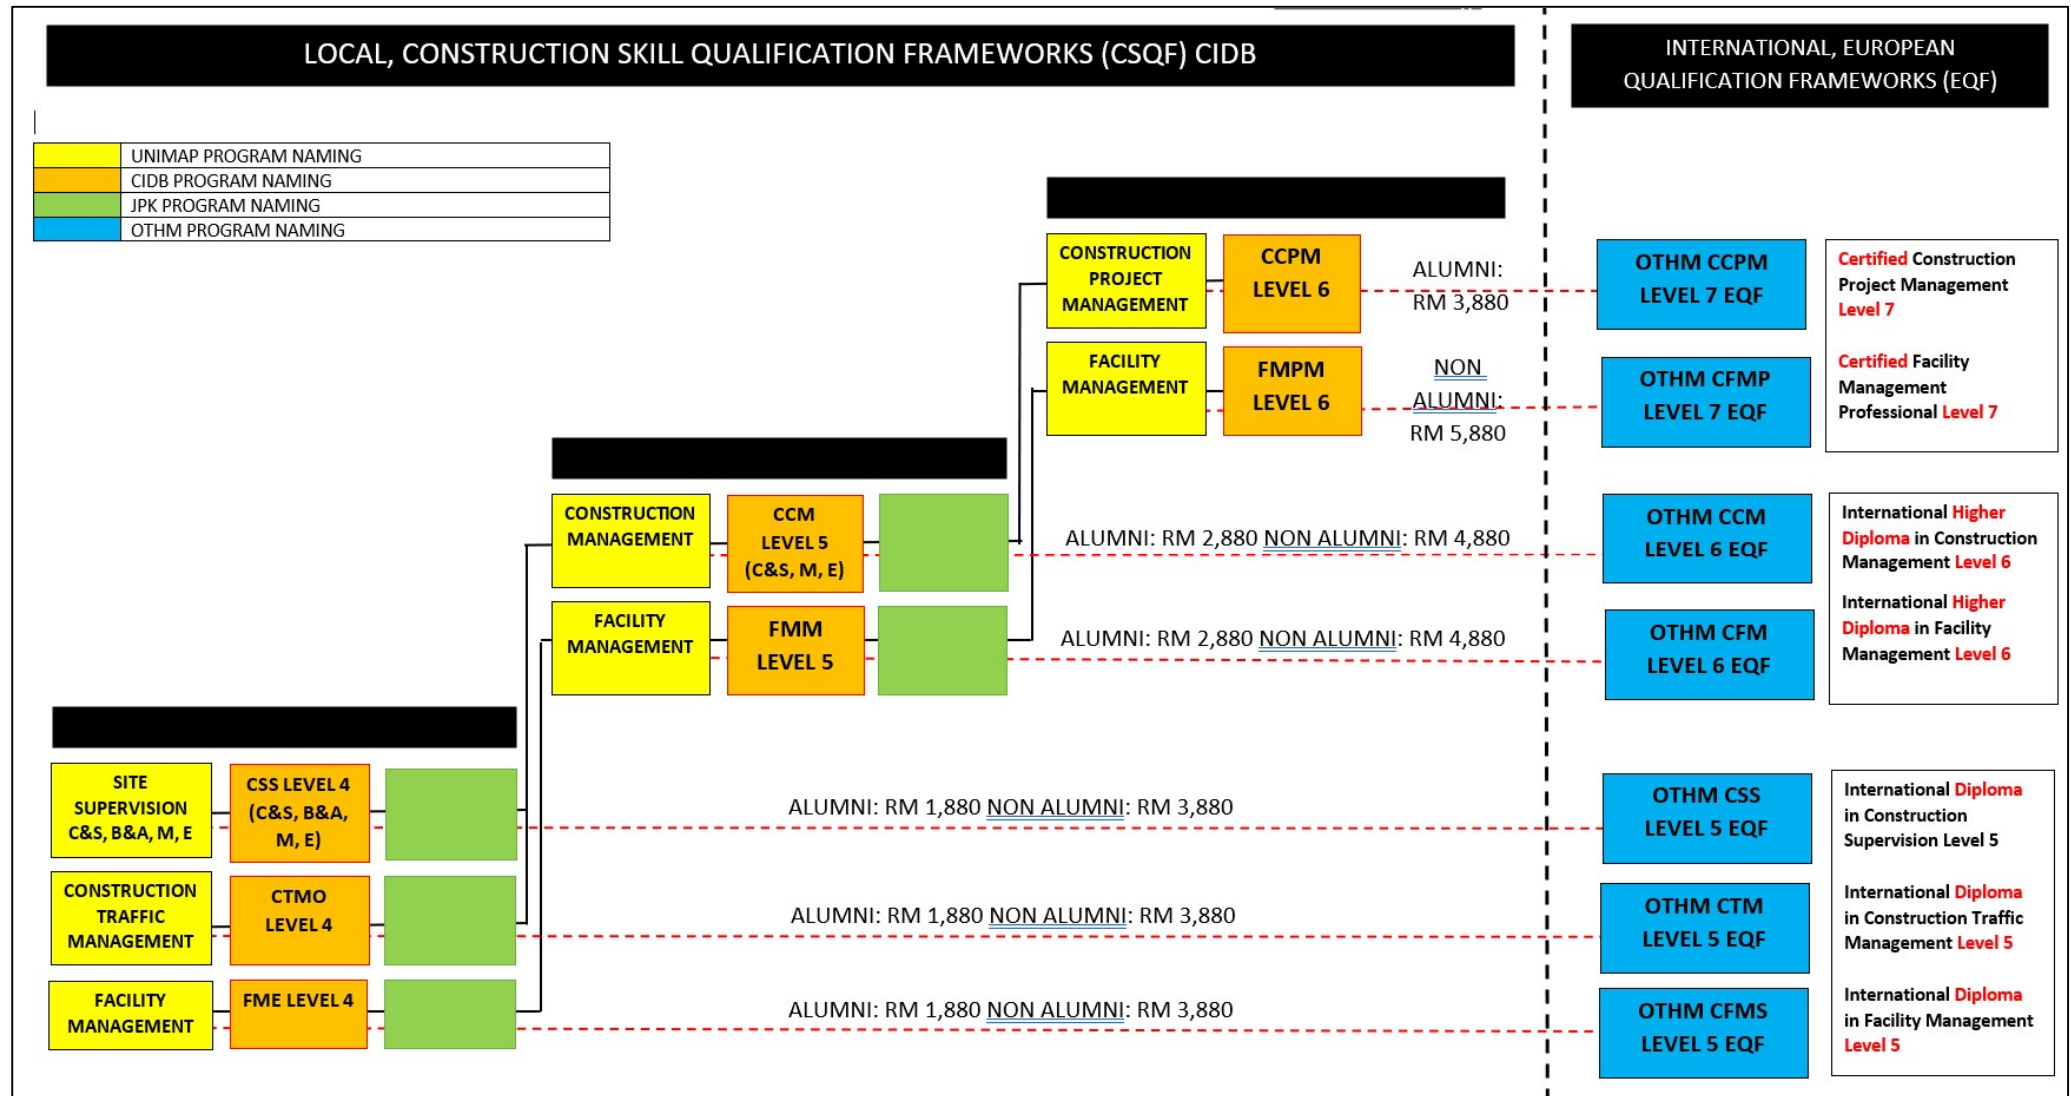 LOCAL, CONSTRUCTION SKILL QUALIFICATION FRAMEWORKS (CSQF) CIDB
INTERNATIONAL, EUROPEAN
QUALIFICATION FRAMEWORKS (EQF)
UNIMAP PROGRAM NAMING
CIDB PROGRAM NAMING
JPK PROGRAM NAMING
OTHM PROGRAM NAMING
CONSTRUCTION
PROJECT
MANAGEMENT
CCPM
LEVEL 6
ALUMNI:
RM 3,880
OTHM CCPM
LEVEL 7 EQF
Certified Construction
Project Management
Level 7
FACILITY
MANAGEMENT
FMPM
LEVEL 6
NON
ALUMNI:
RM 5,880
OTHM CFMP
LEVEL 7 EQF
Certified Facility
Management
Professional Level 7
CONSTRUCTION
MANAGEMENT
CCM
LEVEL 5
(C&S, M, E)
ALUMNI: RM 2,880 NON ALUMNI: RM 4,880
OTHM CCM
LEVEL 6 EQF
International Higher
Diploma in Construction
Management Level 6
FACILITY
MANAGEMENT
FMM
LEVEL 5
ALUMNI: RM 2,880 NON ALUMNI: RM 4,880
OTHM CFM
LEVEL 6 EQF
International Higher
Diploma in Facility
Management Level 6
SITE
SUPERVISION
C&S, B&A, M, E
CSS LEVEL 4
(C&S, B&A,
M, E)
ALUMNI: RM 1,880 NON ALUMNI: RM 3,880
OTHM CSS
LEVEL 5 EQF
International Diploma
in Construction
Supervision Level 5
CONSTRUCTION
TRAFFIC
MANAGEMENT
CTMO
LEVEL 4
ALUMNI: RM 1,880 NON ALUMNI: RM 3,880
OTHM CTM
LEVEL 5 EQF
International Diploma
in Construction Traffic
Management Level 5
FACILITY
MANAGEMENT
FME LEVEL 4
ALUMNI: RM 1,880 NON ALUMNI: RM 3,880
OTHM CFMS
LEVEL 5 EQF
International Diploma
in Facility Management
Level 5